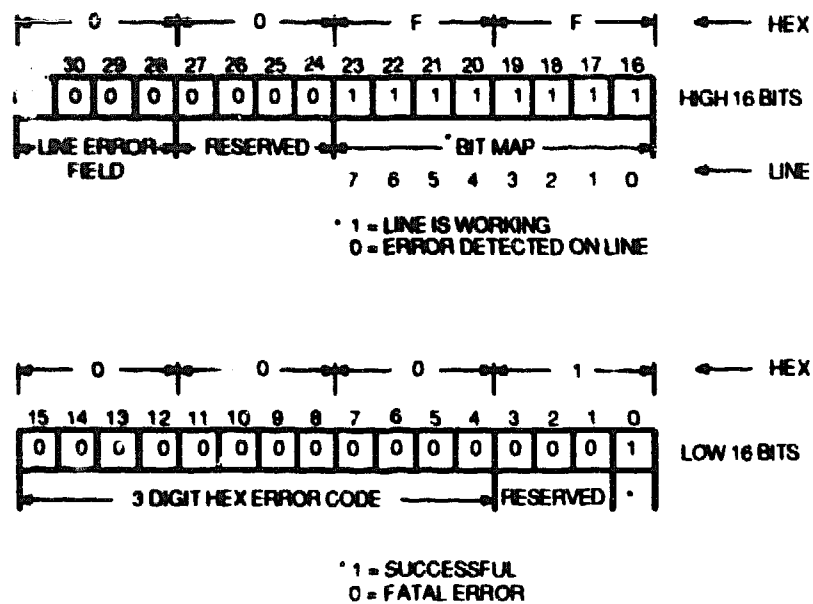 0 0 F F HEX
30 29 28 27 26 25 24 23 22 21 20 19 18 17 16
0 0 0 0 0 0 0 1 1 1 1 1 1 1 1 HIGH 16 BITS
LINE ERROR FIELD RESERVED * BIT MAP
7 6 5 4 3 2 1 0 LINE
* 1 = LINE IS WORKING
0 = ERROR DETECTED ON LINE
0 0 0 1 HEX
15 14 13 12 11 10 9 8 7 6 5 4 3 2 1 0
0 0 0 0 0 0 0 0 0 0 0 0 0 0 0 1 LOW 16 BITS
3 DIGIT HEX ERROR CODE RESERVED *
* 1 = SUCCESSFUL
0 = FATAL ERROR